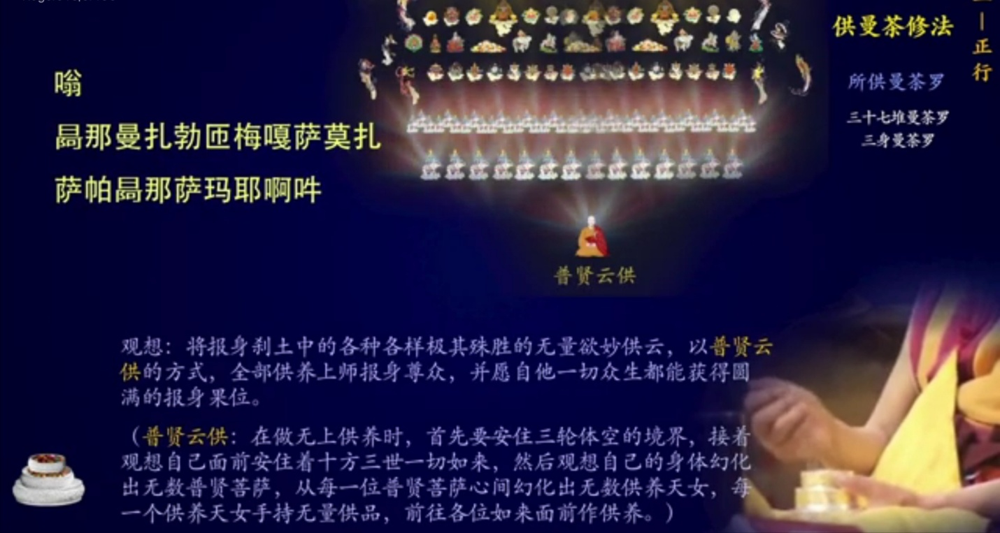 嗡
曷那曼扎勃匝梅嘎萨莫扎
萨帕曷那萨玛耶啊吽
供曼茶修法
所供曼茶罗
三十七堆曼茶罗
三身曼茶罗
正
行
普贤云供
观想：将报身刹土中的各种各样极其殊胜的无量欲妙供云，以普贤云
供的方式，全部供养上师报身尊众，并愿自他一切众生都能获得圆
满的报身果位。
（普贤云供：在做无上供养时，首先要安住三轮体空的境界，接着
观想自己面前安住着十方三世一切如来，然后观想自己的身体幻化
出无数普贤菩萨，从每一位普贤菩萨心间幻化出无数供养天女，每
一个供养天女手持无量供品，前往各位如来面前作供养。）